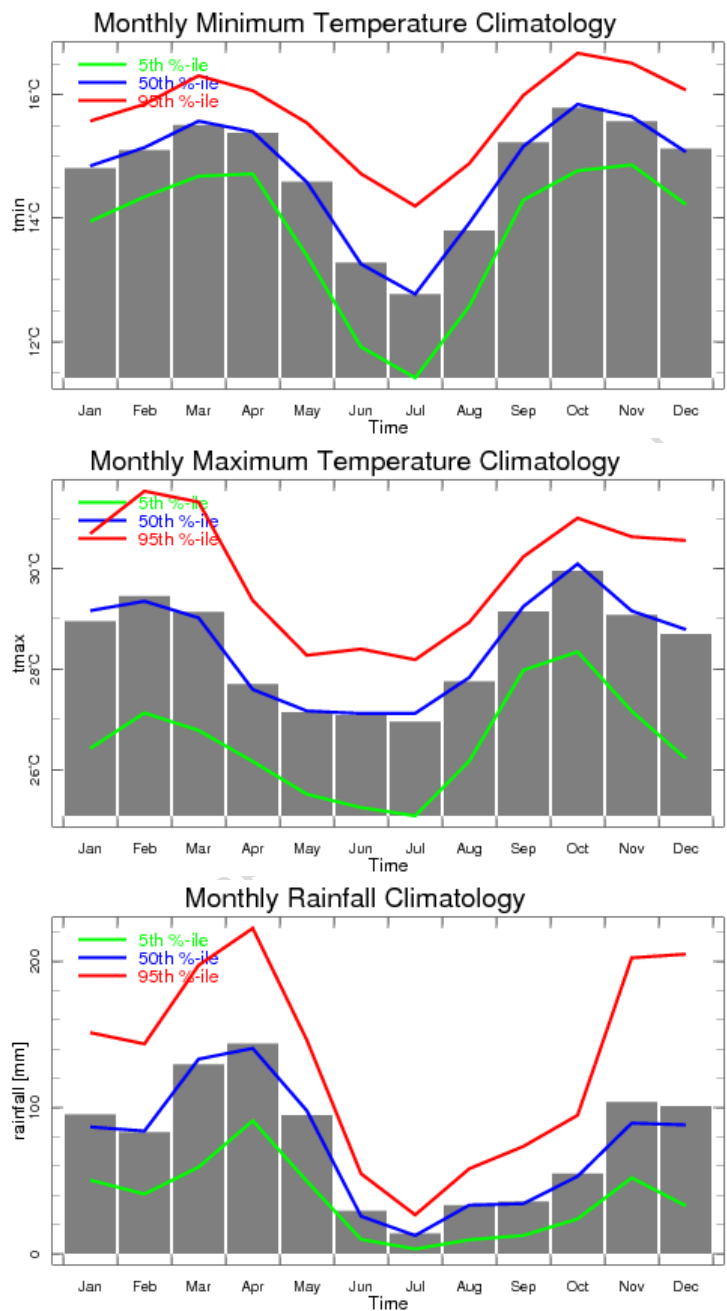 Monthly Minimum Temperature Climatology
5th %-ile
50th %-ile
95th %-ile
16°C
14°C
12°C
tmin
Jan Feb Mar Apr May Jun Jul Aug Sep Oct Nov Dec
Time
Monthly Maximum Temperature Climatology
5th %-ile
50th %-ile
95th %-ile
30°C
28°C
26°C
tmax
Jan Feb Mar Apr May Jun Jul Aug Sep Oct Nov Dec
Time
Monthly Rainfall Climatology
5th %-ile
50th %-ile
95th %-ile
200
100
0
rainfall [mm]
Jan Feb Mar Apr May Jun Jul Aug Sep Oct Nov Dec
Time